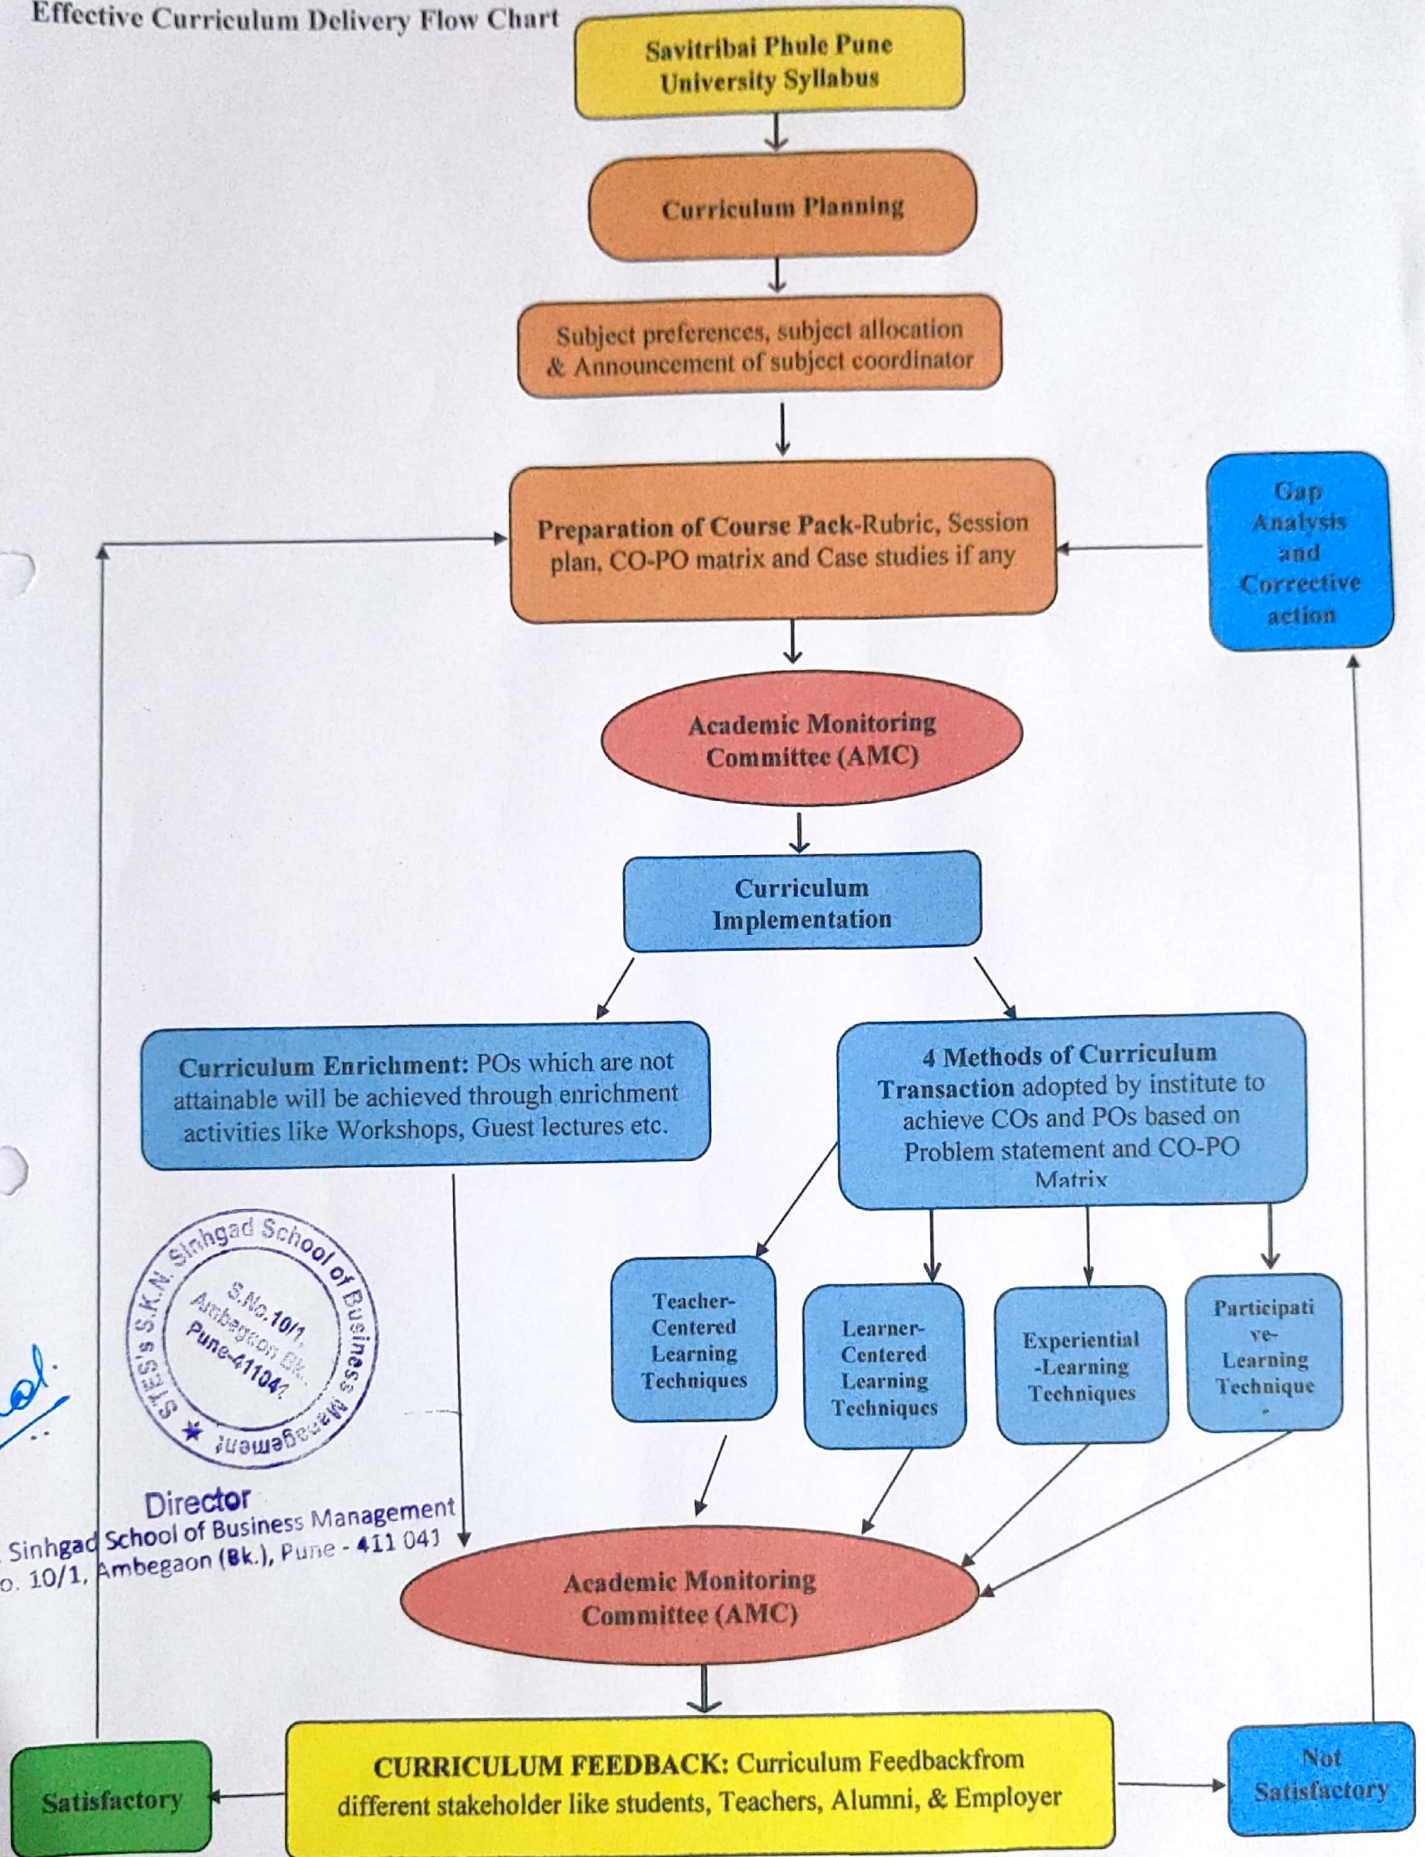 Effective Curriculum Delivery Flow Chart
Savitribai Phule Pune
University Syllabus
Curriculum Planning
Subject preferences, subject allocation
& Announcement of subject coordinator
Preparation of Course Pack-Rubric, Session
plan, CO-PO matrix and Case studies if any
Gap
Analysis
and
Corrective
action
Academic Monitoring
Committee (AMC)
Curriculum
Implementation
Curriculum Enrichment: POs which are not
attainable will be achieved through enrichment
activities like Workshops, Guest lectures etc.
4 Methods of Curriculum
Transaction adopted by institute to
achieve COs and POs based on
Problem statement and CO-PO
Matrix
Teacher-
Centered
Learning
Techniques
Learner-
Centered
Learning
Techniques
Experiential
-Learning
Techniques
Participati
ve-
Learning
Technique
STES's S.K.N. Sinhgad School of Business Management
S.No. 10/1,
Ambegaon Bk.,
Pune-411041
Director
Sinhgad School of Business Management
o. 10/1, Ambegaon (Bk.), Pune - 411 041
Academic Monitoring
Committee (AMC)
Satisfactory
CURRICULUM FEEDBACK: Curriculum Feedbackfrom
different stakeholder like students, Teachers, Alumni, & Employer
Not
Satisfactory